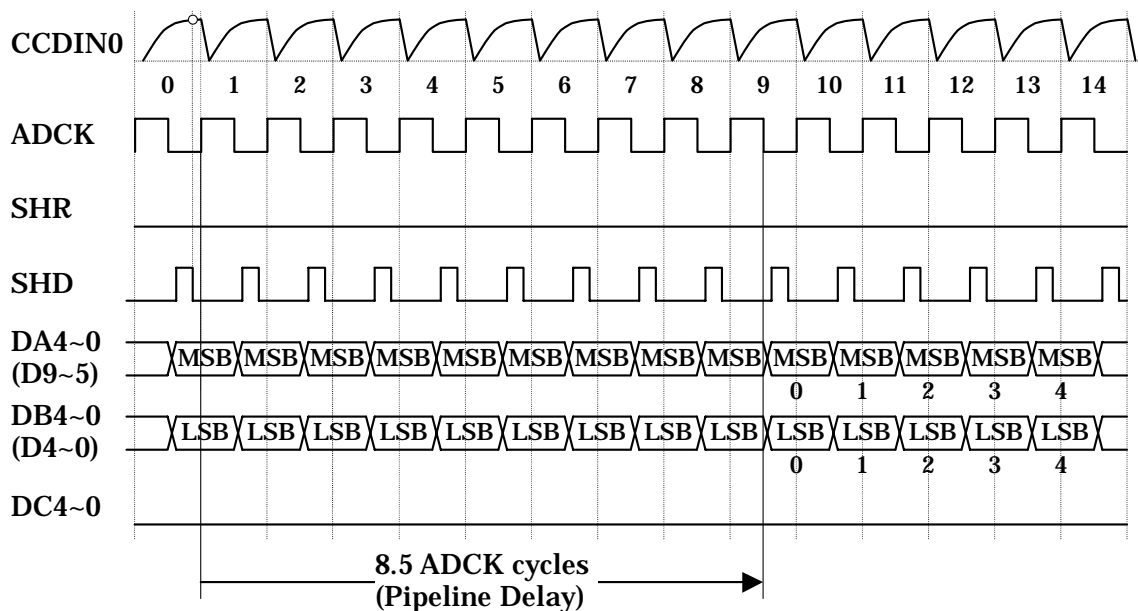 CCDIN0
0 1 2 3 4 5 6 7 8 9 10 11 12 13 14
ADCK
SHR
SHD
DA4~0
(D9~5)
MSB MSB MSB MSB MSB MSB MSB MSB MSB MSB MSB MSB MSB MSB
0 1 2 3 4
DB4~0
(D4~0)
LSB LSB LSB LSB LSB LSB LSB LSB LSB LSB LSB LSB LSB LSB
0 1 2 3 4
DC4~0
8.5 ADCK cycles
(Pipeline Delay)